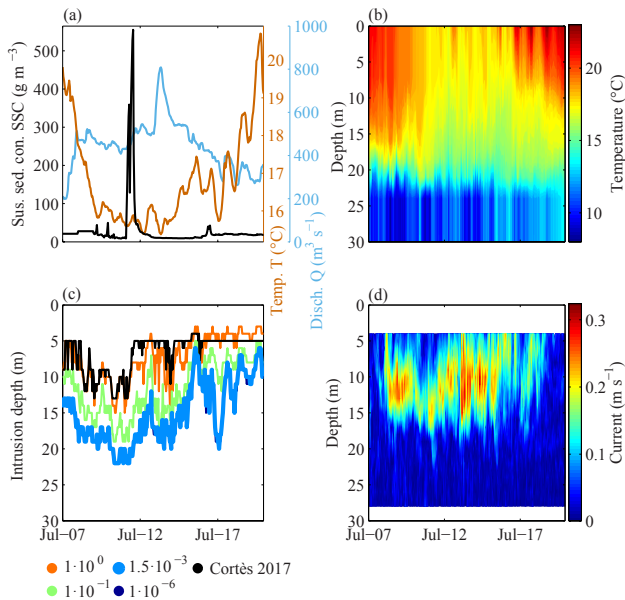 (a)
(b)
Sus. sed. con. SSC (g m⁻³)
500
400
300
200
100
0
20
19
18
17
16
Temp. T (°C)
1000
800
600
400
200
0
Disch. Q (m³ s⁻¹)
Depth (m)
0
5
10
15
20
25
30
20
15
10
Temperature (°C)
(c)
(d)
Intrusion depth (m)
0
5
10
15
20
25
30
Jul−07
Jul−12
Jul−17
Depth (m)
0
5
10
15
20
25
30
Jul−07
Jul−12
Jul−17
0.3
0.2
0.1
0
Current (m s⁻¹)
1·10⁰
1.5·10⁻³
Cortès 2017
1·10⁻¹
1·10⁻⁶